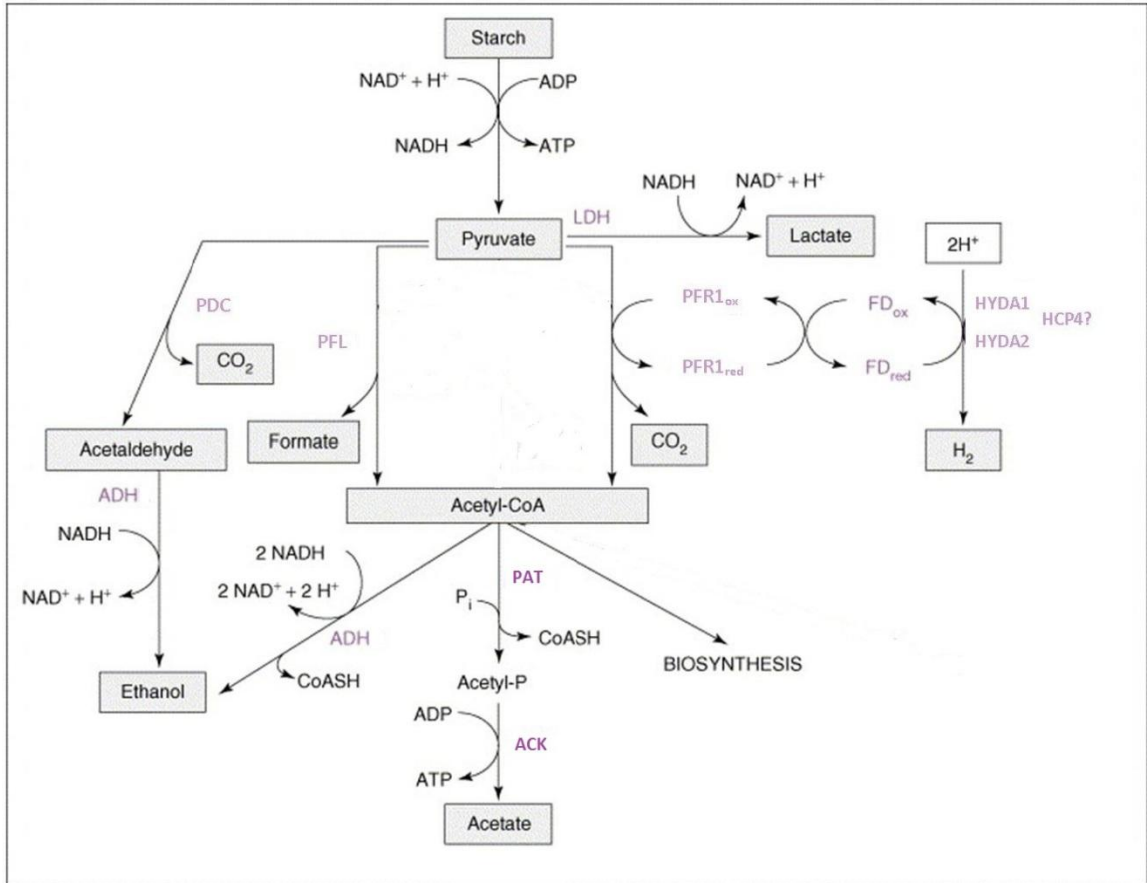 Starch
NAD⁺ + H⁺
ADP
NADH
ATP
NADH
NAD⁺ + H⁺
LDH
Pyruvate
Lactate
2H⁺
PDC
PFR1ox
FDox
HYDA1
HCP4?
PFL
HYDA2
CO₂
PFR1red
FDred
Acetaldehyde
Formate
CO₂
H₂
ADH
Acetyl-CoA
NADH
2 NADH
PAT
NAD⁺ + H⁺
2 NAD⁺ + 2 H⁺
Pi
ADH
CoASH
BIOSYNTHESIS
Ethanol
CoASH
Acetyl-P
ADP
ACK
ATP
Acetate